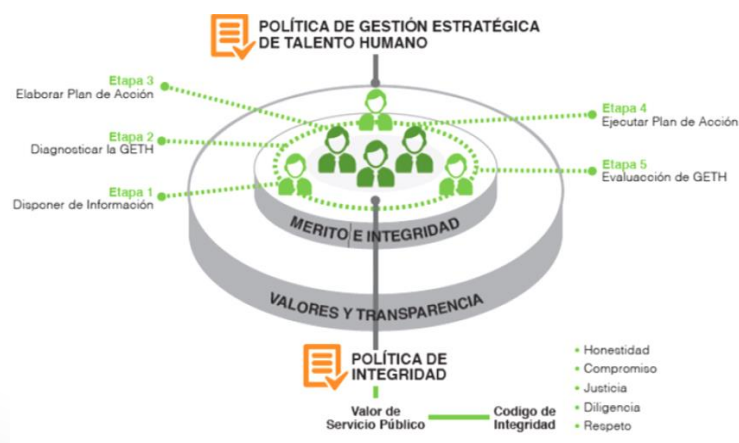 POLÍTICA DE GESTIÓN ESTRATÉGICA
DE TALENTO HUMANO
Etapa 3
Elaborar Plan de Acción
Etapa 2
Diagnosticar la GETH
Etapa 1
Disponer de Información
Etapa 4
Ejecutar Plan de Acción
Etapa 5
Evaluacción de GETH
MERITO E INTEGRIDAD
VALORES Y TRANSPARENCIA
POLÍTICA DE
INTEGRIDAD
Valor de
Servicio Público
Codigo de
Integridad
• Honestidad
• Compromiso
• Justicia
• Diligencia
• Respeto